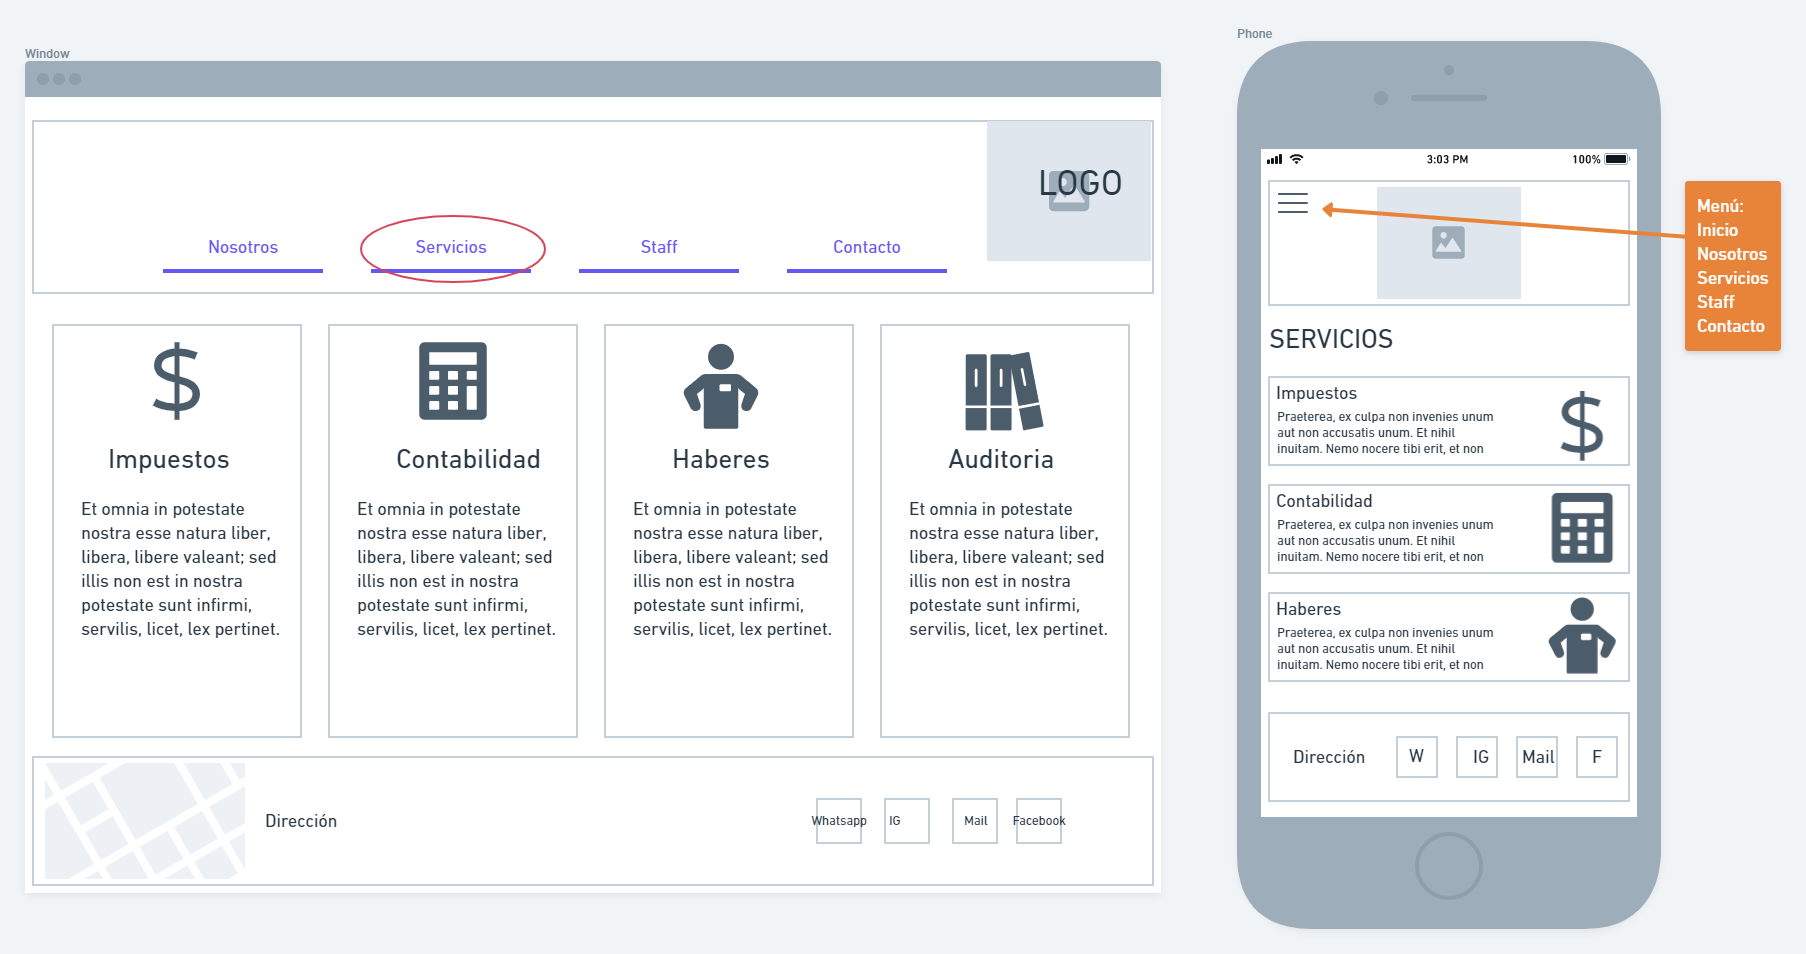 Window
LOGO
Nosotros
Servicios
Staff
Contacto
Impuestos
Et omnia in potestate
nostra esse natura liber,
libera, libere valeant; sed
illis non est in nostra
potestate sunt infirmi,
servilis, licet, lex pertinet.
Contabilidad
Et omnia in potestate
nostra esse natura liber,
libera, libere valeant; sed
illis non est in nostra
potestate sunt infirmi,
servilis, licet, lex pertinet.
Haberes
Et omnia in potestate
nostra esse natura liber,
libera, libere valeant; sed
illis non est in nostra
potestate sunt infirmi,
servilis, licet, lex pertinet.
Auditoria
Et omnia in potestate
nostra esse natura liber,
libera, libere valeant; sed
illis non est in nostra
potestate sunt infirmi,
servilis, licet, lex pertinet.
Dirección
Whatsapp
IG
Mail
Facebook
Phone
3:03 PM
100%
SERVICIOS
Impuestos
Praeterea, ex culpa non invenies unum
aut non accusatis unum. Et nihil
inuitam. Nemo nocere tibi erit, et non
Contabilidad
Praeterea, ex culpa non invenies unum
aut non accusatis unum. Et nihil
inuitam. Nemo nocere tibi erit, et non
Haberes
Praeterea, ex culpa non invenies unum
aut non accusatis unum. Et nihil
inuitam. Nemo nocere tibi erit, et non
Dirección
W
IG
Mail
F
Menú:
Inicio
Nosotros
Servicios
Staff
Contacto